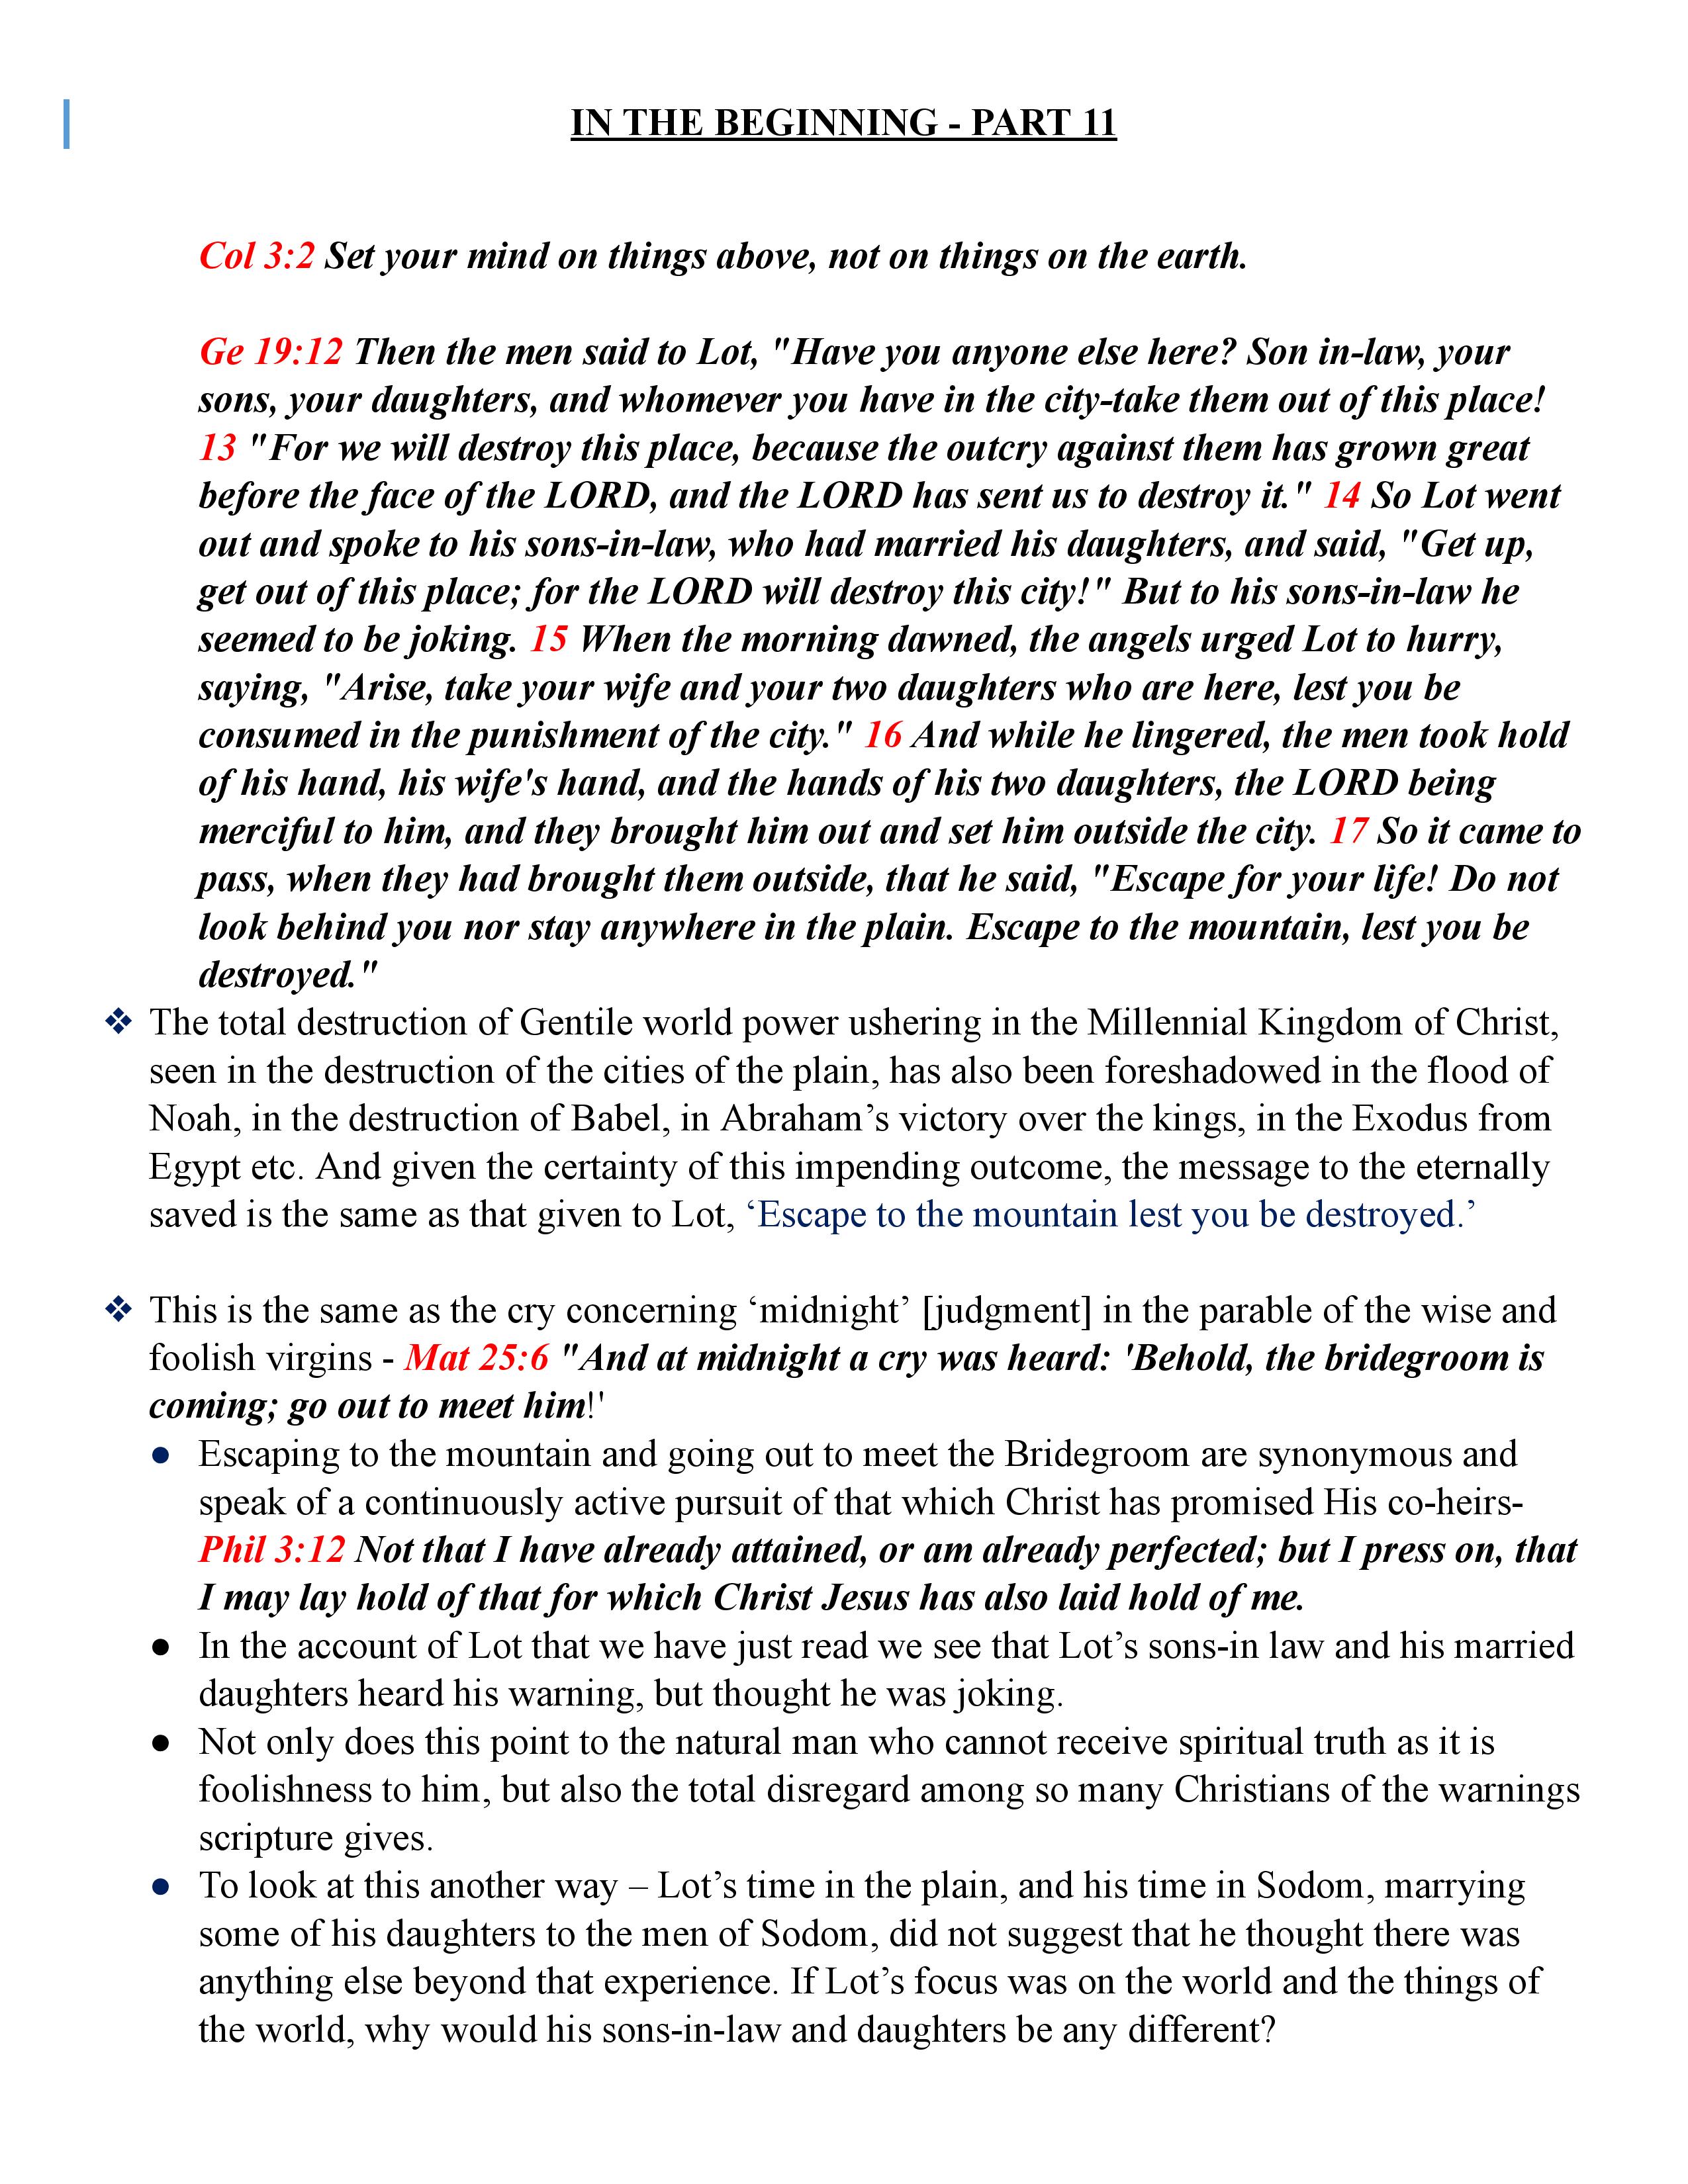 IN THE BEGINNING - PART 11
Col 3:2 Set your mind on things above, not on things on the earth.
Ge 19:12 Then the men said to Lot, "Have you anyone else here? Son in-law, your
sons, your daughters, and whomever you have in the city-take them out of this place!
13 "For we will destroy this place, because the outcry against them has grown great
before the face of the LORD, and the LORD has sent us to destroy it." 14 So Lot went
out and spoke to his sons-in-law, who had married his daughters, and said, "Get up,
get out of this place; for the LORD will destroy this city!" But to his sons-in-law he
seemed to be joking. 15 When the morning dawned, the angels urged Lot to hurry,
saying, "Arise, take your wife and your two daughters who are here, lest you be
consumed in the punishment of the city." 16 And while he lingered, the men took hold
of his hand, his wife's hand, and the hands of his two daughters, the LORD being
merciful to him, and they brought him out and set him outside the city. 17 So it came to
pass, when they had brought them outside, that he said, "Escape for your life! Do not
look behind you nor stay anywhere in the plain. Escape to the mountain, lest you be
destroyed."
❖ The total destruction of Gentile world power ushering in the Millennial Kingdom of Christ,
seen in the destruction of the cities of the plain, has also been foreshadowed in the flood of
Noah, in the destruction of Babel, in Abraham’s victory over the kings, in the Exodus from
Egypt etc. And given the certainty of this impending outcome, the message to the eternally
saved is the same as that given to Lot, ‘Escape to the mountain lest you be destroyed.’
❖ This is the same as the cry concerning ‘midnight’ [judgment] in the parable of the wise and
foolish virgins - Mat 25:6 "And at midnight a cry was heard: 'Behold, the bridegroom is
coming; go out to meet him!'
● Escaping to the mountain and going out to meet the Bridegroom are synonymous and
speak of a continuously active pursuit of that which Christ has promised His co-heirs-
Phil 3:12 Not that I have already attained, or am already perfected; but I press on, that
I may lay hold of that for which Christ Jesus has also laid hold of me.
● In the account of Lot that we have just read we see that Lot’s sons-in law and his married
daughters heard his warning, but thought he was joking.
● Not only does this point to the natural man who cannot receive spiritual truth as it is
foolishness to him, but also the total disregard among so many Christians of the warnings
scripture gives.
● To look at this another way – Lot’s time in the plain, and his time in Sodom, marrying
some of his daughters to the men of Sodom, did not suggest that he thought there was
anything else beyond that experience. If Lot’s focus was on the world and the things of
the world, why would his sons-in-law and daughters be any different?